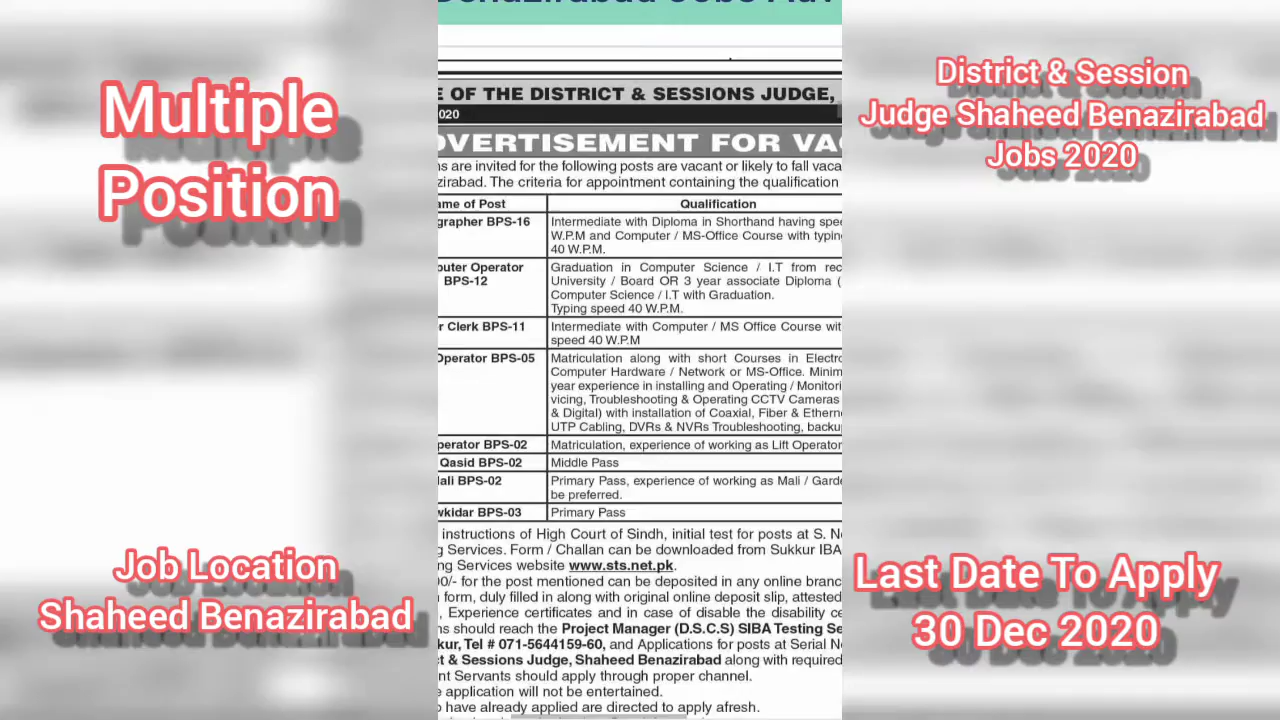 Multiple
Position
District & Session
Judge Shaheed Benazirabad
Jobs 2020
Job Location
Shaheed Benazirabad
Last Date To Apply
30 Dec 2020
E OF THE DISTRICT & SESSIONS JUDGE,
020
DVERTISEMENT FOR VAC
ns are invited for the following posts are vacant or likely to fall vaca
zirabad. The criteria for appointment containing the qualification
ame of Post Qualification
grapher BPS-16 Intermediate with Diploma in Shorthand having spee
W.P.M and Computer / MS-Office Course with typin
40 W.P.M.
puter Operator Graduation in Computer Science / I.T from rec
BPS-12 University / Board OR 3 year associate Diploma (
Computer Science / I.T with Graduation.
Typing speed 40 W.P.M.
r Clerk BPS-11 Intermediate with Computer / MS Office Course wit
speed 40 W.P.M
Operator BPS-05 Matriculation along with short Courses in Electro
Computer Hardware / Network or MS-Office. Minim
year experience in installing and Operating / Monitori
vicing, Troubleshooting & Operating CCTV Cameras
& Digital) with installation of Coaxial, Fiber & Etherne
UTP Cabling, DVRs & NVRs Troubleshooting, backup
perator BPS-02 Matriculation, experience of working as Lift Operator
Qasid BPS-02 Middle Pass
Mali BPS-02 Primary Pass, experience of working as Mali / Garde
be preferred.
wkidar BPS-03 Primary Pass
instructions of High Court of Sindh, initial test for posts at S. No
g Services. Form / Challan can be downloaded from Sukkur IBA
ng Services website www.sts.net.pk.
00/- for the post mentioned can be deposited in any online branc
form, duly filled in along with original online deposit slip, attested
, Experience certificates and in case of disable the disability ce
ns should reach the Project Manager (D.S.C.S) SIBA Testing Se
kur, Tel # 071-5644159-60, and Applications for posts at Serial N
ct & Sessions Judge, Shaheed Benazirabad along with required
nt Servants should apply through proper channel.
e application will not be entertained.
o have already applied are directed to apply afresh.